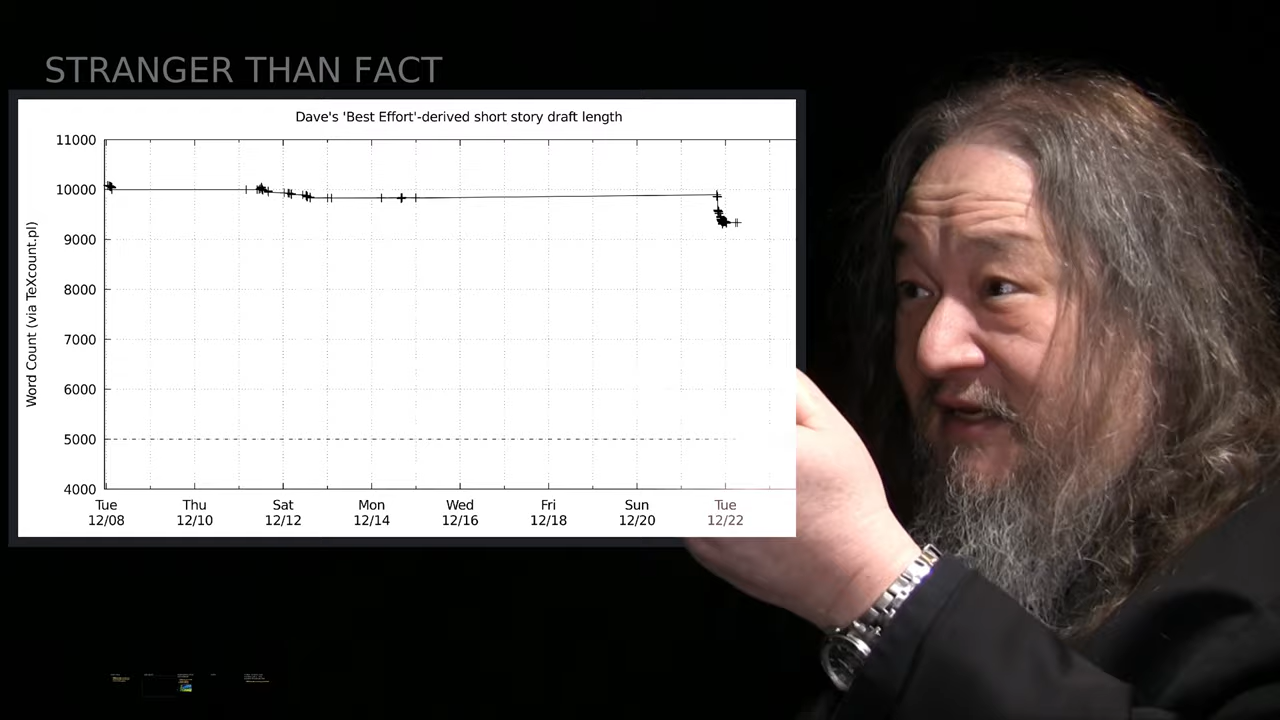 STRANGER THAN FACT
Dave's 'Best Effort'-derived short story draft length
Word Count (via TeXcount.pl)
11000
10000
9000
8000
7000
6000
5000
4000
Tue Thu Sat Mon Wed Fri Sun Tue
12/08 12/10 12/12 12/14 12/16 12/18 12/20 12/22